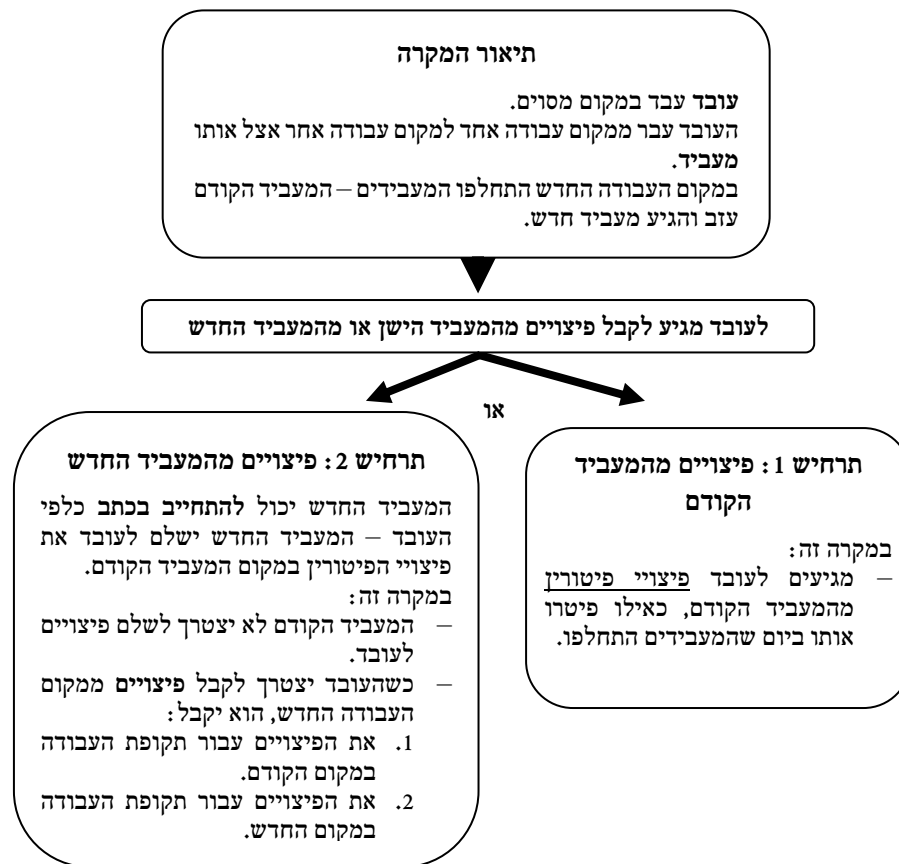 תיאור המקרה
עובד עבד במקום מסוים.
העובד עבר ממקום עבודה אחד למקום עבודה אחר אצל אותו
מעביד.
במקום העבודה החדש התחלפו המעבידים – המעביד הקודם
עזב והגיע מעביד חדש.
לעובד מגיע לקבל פיצויים מהמעביד הישן או מהמעביד החדש
או
תרחיש 1: פיצויים מהמעביד
הקודם
במקרה זה:
– מגיעים לעובד פיצויי פיטורין
מהמעביד הקודם, כאילו פיטרו
אותו ביום שהמעבידים התחלפו.
תרחיש 2: פיצויים מהמעביד החדש
המעביד החדש יכול להתחייב בכתב כלפי
העובד – המעביד החדש ישלם לעובד את
פיצויי הפיטורין במקום המעביד הקודם.
במקרה זה:
– המעביד הקודם לא יצטרך לשלם פיצויים
לעובד.
– כשהעובד יצטרך לקבל פיצויים ממקום
העבודה החדש, הוא יקבל:
1. את הפיצויים עבור תקופת העבודה
במקום הקודם.
2. את הפיצויים עבור תקופת העבודה
במקום החדש.